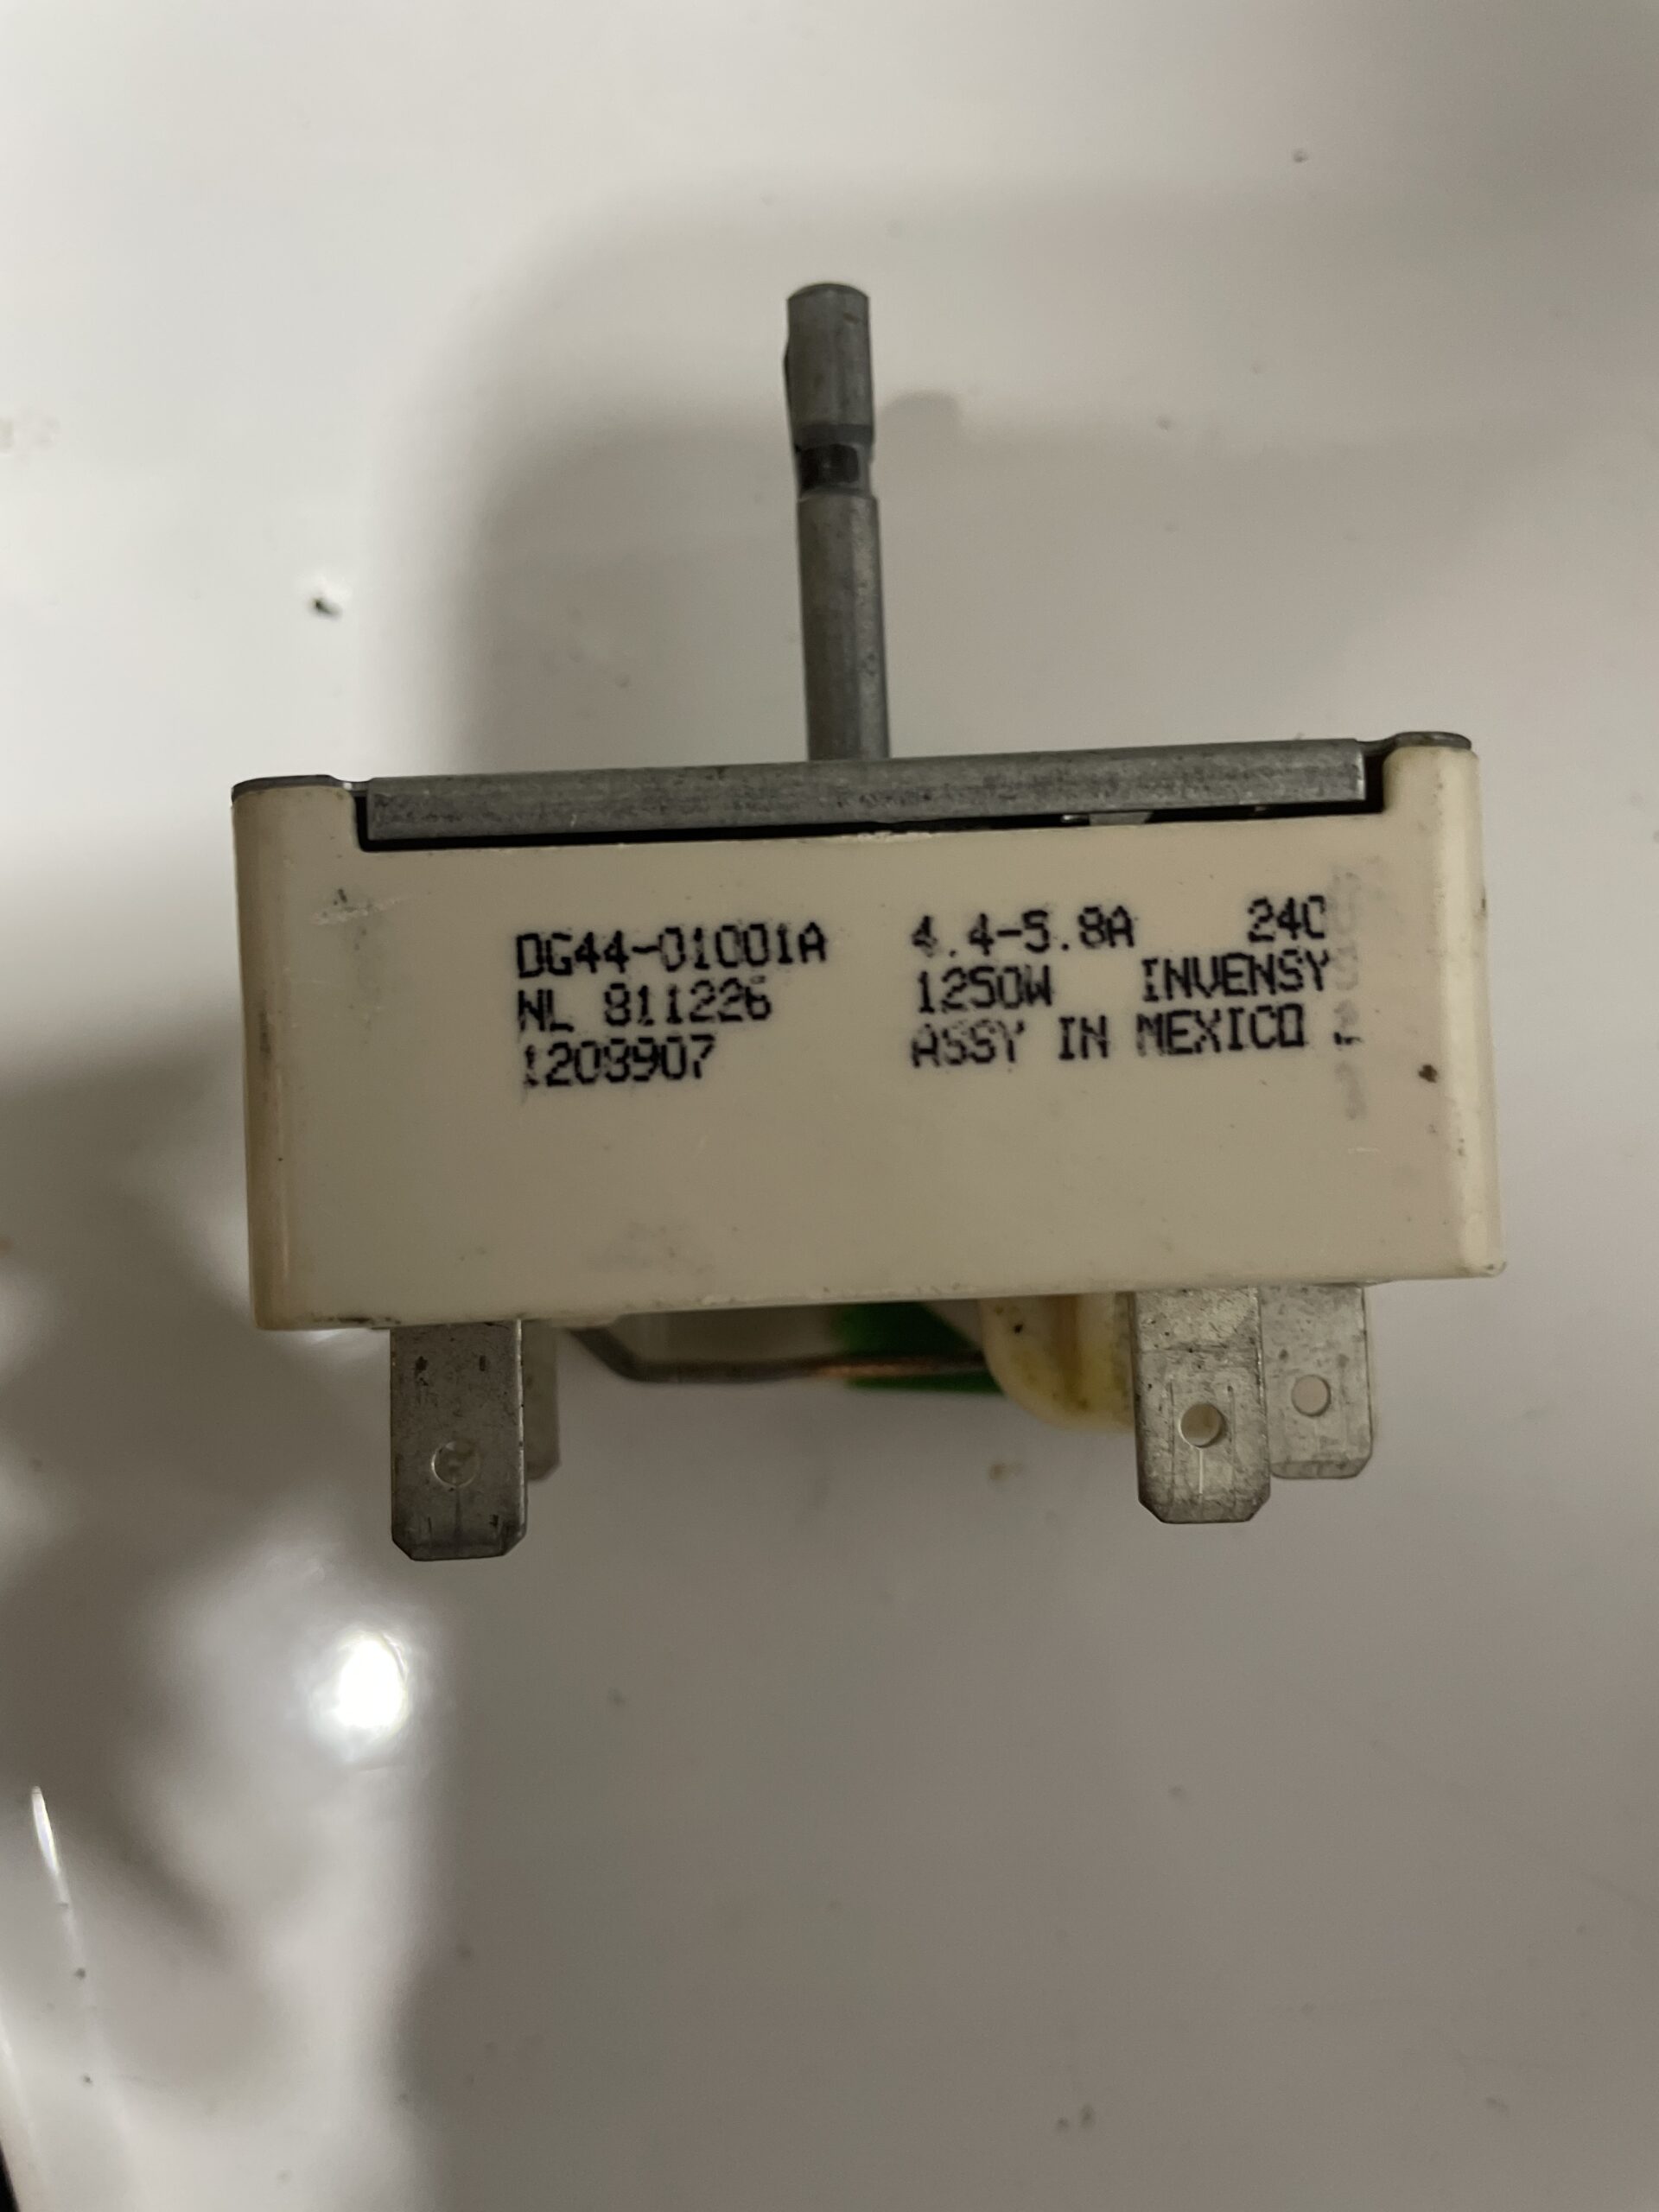 DG44-01001A 4.4-5.8A 240
NL 811226 1250W INVENSY
1208907 ASSY IN MEXICO